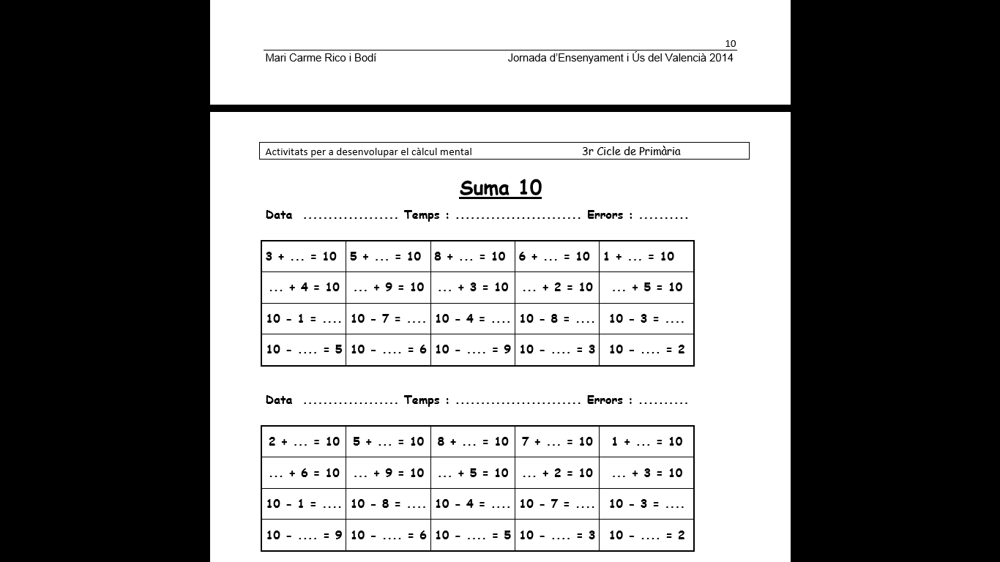 10
Mari Carme Rico i Bodí Jornada d'Ensenyament i Ús del Valencià 2014
Activitats per a desenvolupar el càlcul mental 3r Cicle de Primària
Suma 10
Data ................... Temps : ......................... Errors : ..........
3 + ... = 10 5 + ... = 10 8 + ... = 10 6 + ... = 10 1 + ... = 10
... + 4 = 10 ... + 9 = 10 ... + 3 = 10 ... + 2 = 10 ... + 5 = 10
10 - 1 = .... 10 - 7 = .... 10 - 4 = .... 10 - 8 = .... 10 - 3 = ....
10 - .... = 5 10 - .... = 6 10 - .... = 9 10 - .... = 3 10 - .... = 2
Data ................... Temps : ......................... Errors : ..........
2 + ... = 10 5 + ... = 10 8 + ... = 10 7 + ... = 10 1 + ... = 10
... + 6 = 10 ... + 9 = 10 ... + 5 = 10 ... + 2 = 10 ... + 3 = 10
10 - 1 = .... 10 - 8 = .... 10 - 4 = .... 10 - 7 = .... 10 - 3 = ....
10 - .... = 9 10 - .... = 6 10 - .... = 5 10 - .... = 3 10 - .... = 2